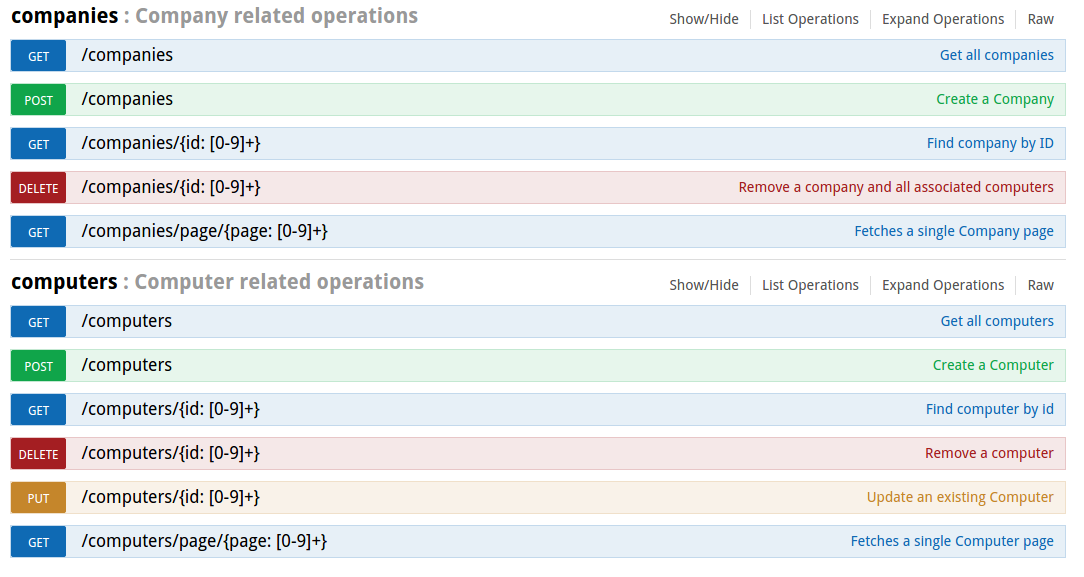 companies : Company related operations Show/Hide List Operations Expand Operations Raw
GET /companies Get all companies
POST /companies Create a Company
GET /companies/{id: [0-9]+} Find company by ID
DELETE /companies/{id: [0-9]+} Remove a company and all associated computers
GET /companies/page/{page: [0-9]+} Fetches a single Company page
computers : Computer related operations Show/Hide List Operations Expand Operations Raw
GET /computers Get all computers
POST /computers Create a Computer
GET /computers/{id: [0-9]+} Find computer by id
DELETE /computers/{id: [0-9]+} Remove a computer
PUT /computers/{id: [0-9]+} Update an existing Computer
GET /computers/page/{page: [0-9]+} Fetches a single Computer page